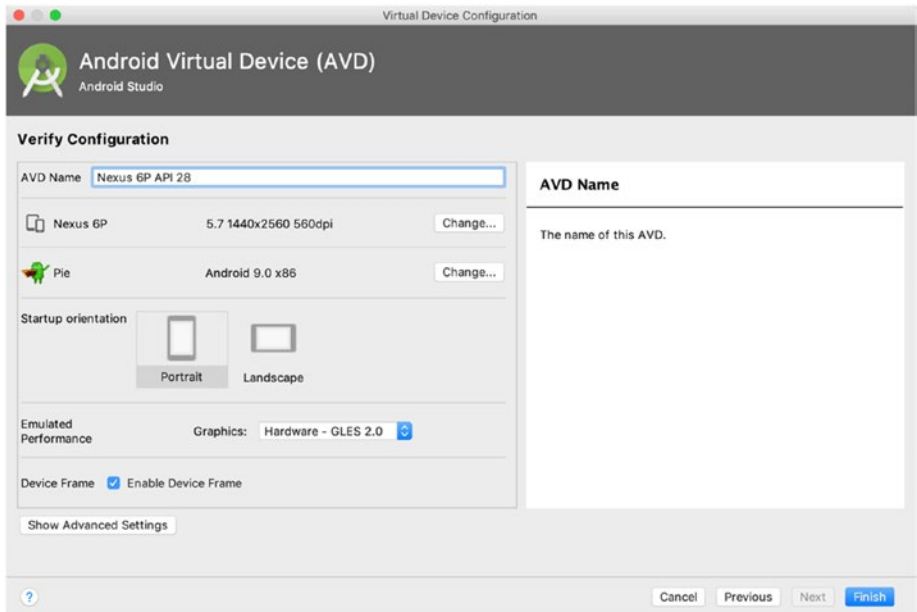 Virtual Device Configuration
Android Virtual Device (AVD)
Android Studio
Verify Configuration
AVD Name Nexus 6P API 28
Nexus 6P 5.7 1440x2560 560dpi Change...
Pie Android 9.0 x86 Change...
Startup orientation
Portrait Landscape
Emulated
Performance
Graphics: Hardware - GLES 2.0
Device Frame Enable Device Frame
Show Advanced Settings
AVD Name
The name of this AVD.
? Cancel Previous Next Finish